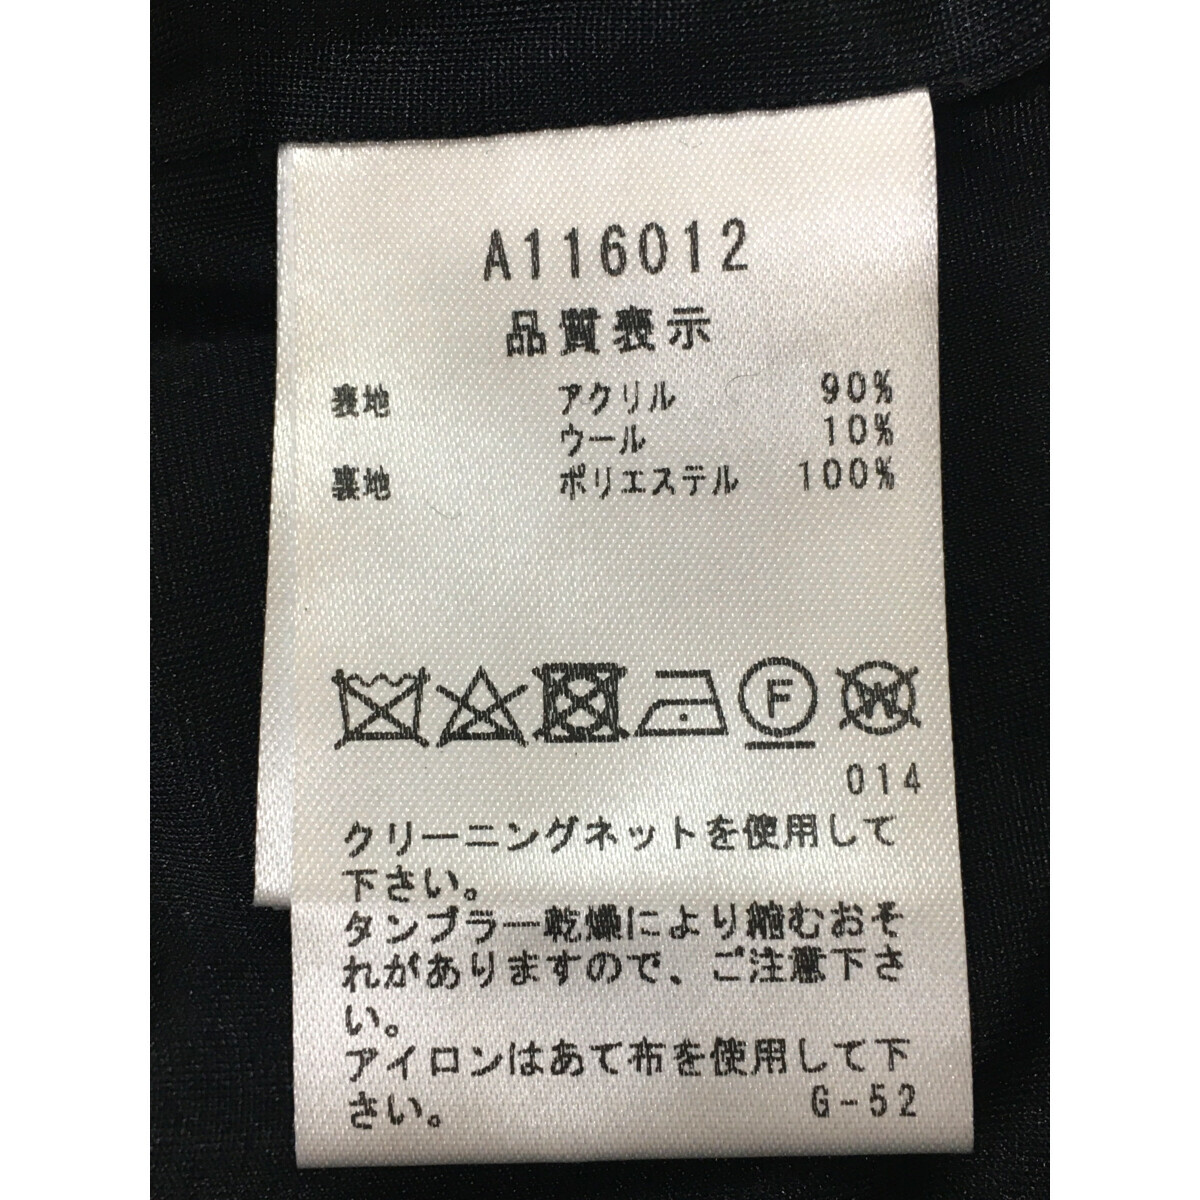 A116012
品質表示
表地 アクリル 90%
ウール 10%
裏地 ポリエステル 100%
F W
014
クリーニングネットを使用して
下さい。
タンブラー乾燥により縮むおそ
れがありますので、ご注意下さ
い。
アイロンはあて布を使用して下
さい。 G-52